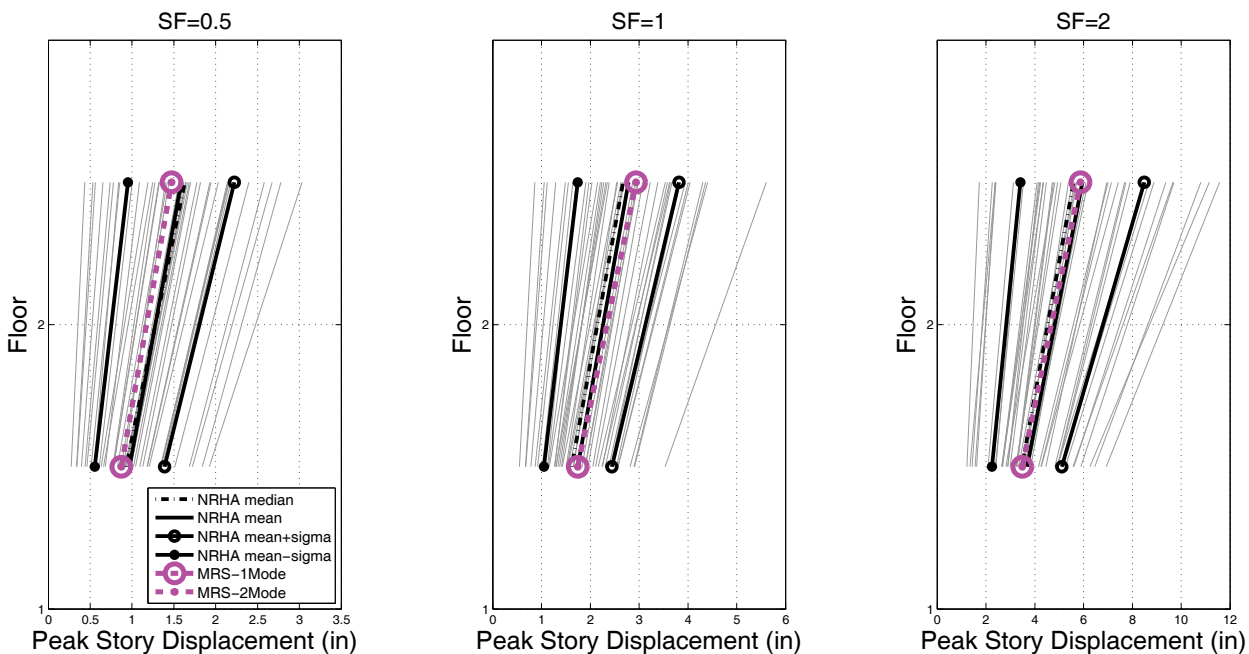 SF=0.5
Floor
2
1
0 0.5 1 1.5 2 2.5 3 3.5
Peak Story Displacement (in)
NRHA median
NRHA mean
NRHA mean+sigma
NRHA mean−sigma
MRS−1Mode
MRS−2Mode
SF=1
Floor
2
1
0 1 2 3 4 5 6
Peak Story Displacement (in)
SF=2
Floor
2
1
0 2 4 6 8 10 12
Peak Story Displacement (in)